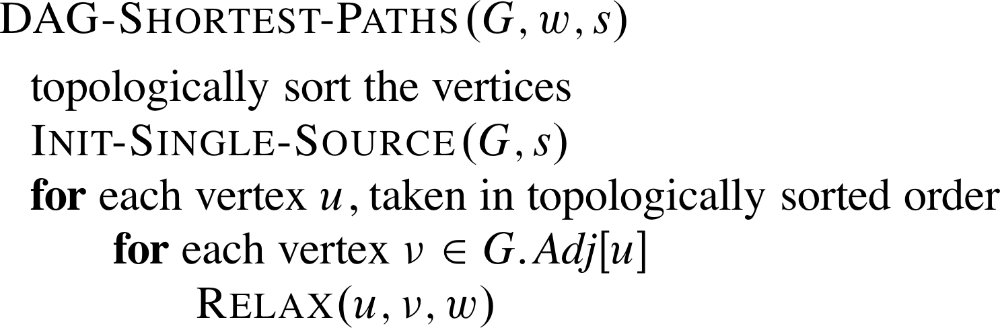 DAG-SHORTEST-PATHS(G, w, s)
topologically sort the vertices
INIT-SINGLE-SOURCE(G, s)
for each vertex u, taken in topologically sorted order
for each vertex v ∈ G.Adj[u]
RELAX(u, v, w)